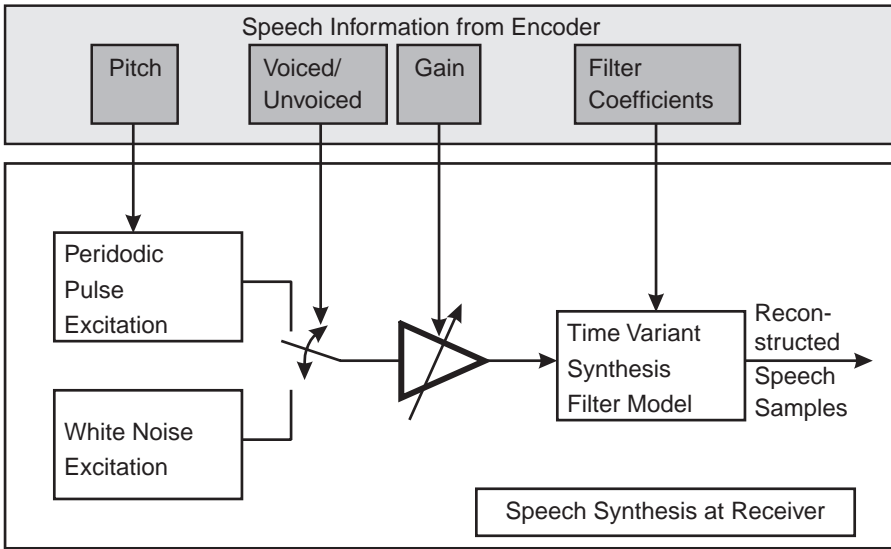 Speech Information from Encoder
Pitch
Voiced/
Unvoiced
Gain
Filter
Coefficients
Peridodic
Pulse
Excitation
White Noise
Excitation
Time Variant
Synthesis
Filter Model
Recon-
structed
Speech
Samples
Speech Synthesis at Receiver